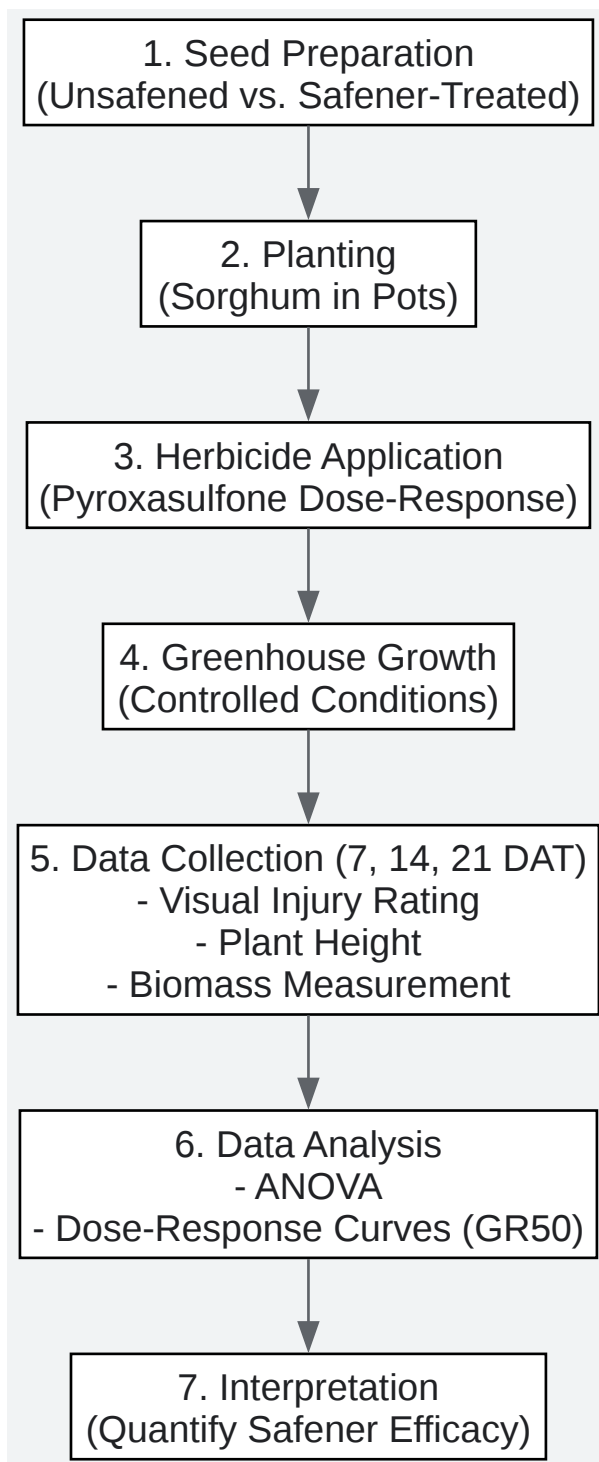 1. Seed Preparation
(Unsafened vs. Safener-Treated)
2. Planting
(Sorghum in Pots)
3. Herbicide Application
(Pyroxasulfone Dose-Response)
4. Greenhouse Growth
(Controlled Conditions)
5. Data Collection (7, 14, 21 DAT)
- Visual Injury Rating
- Plant Height
- Biomass Measurement
6. Data Analysis
- ANOVA
- Dose-Response Curves (GR50)
7. Interpretation
(Quantify Safener Efficacy)